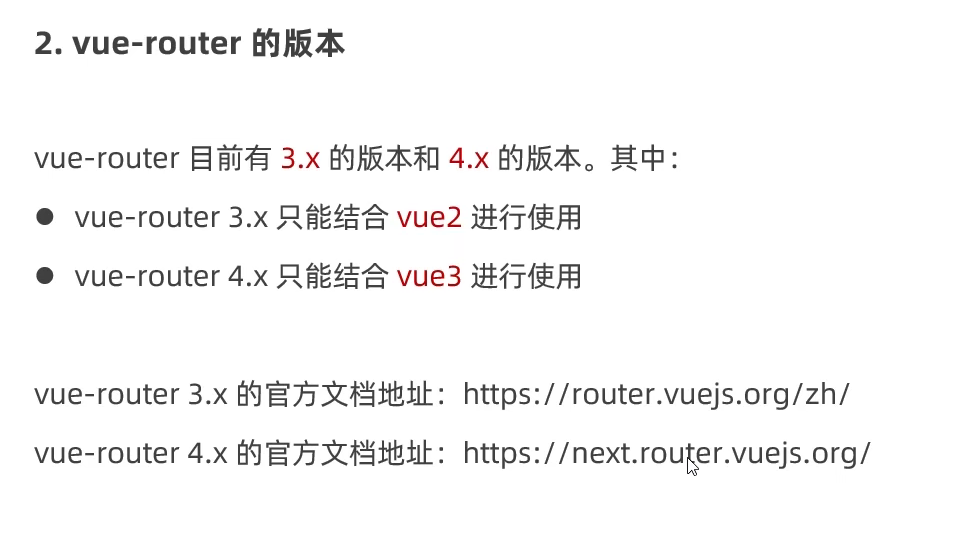 2. vue-router 的版本
vue-router 目前有 3.x 的版本和 4.x 的版本。其中：
● vue-router 3.x 只能结合 vue2 进行使用
● vue-router 4.x 只能结合 vue3 进行使用
vue-router 3.x 的官方文档地址：https://router.vuejs.org/zh/
vue-router 4.x 的官方文档地址：https://next.router.vuejs.org/